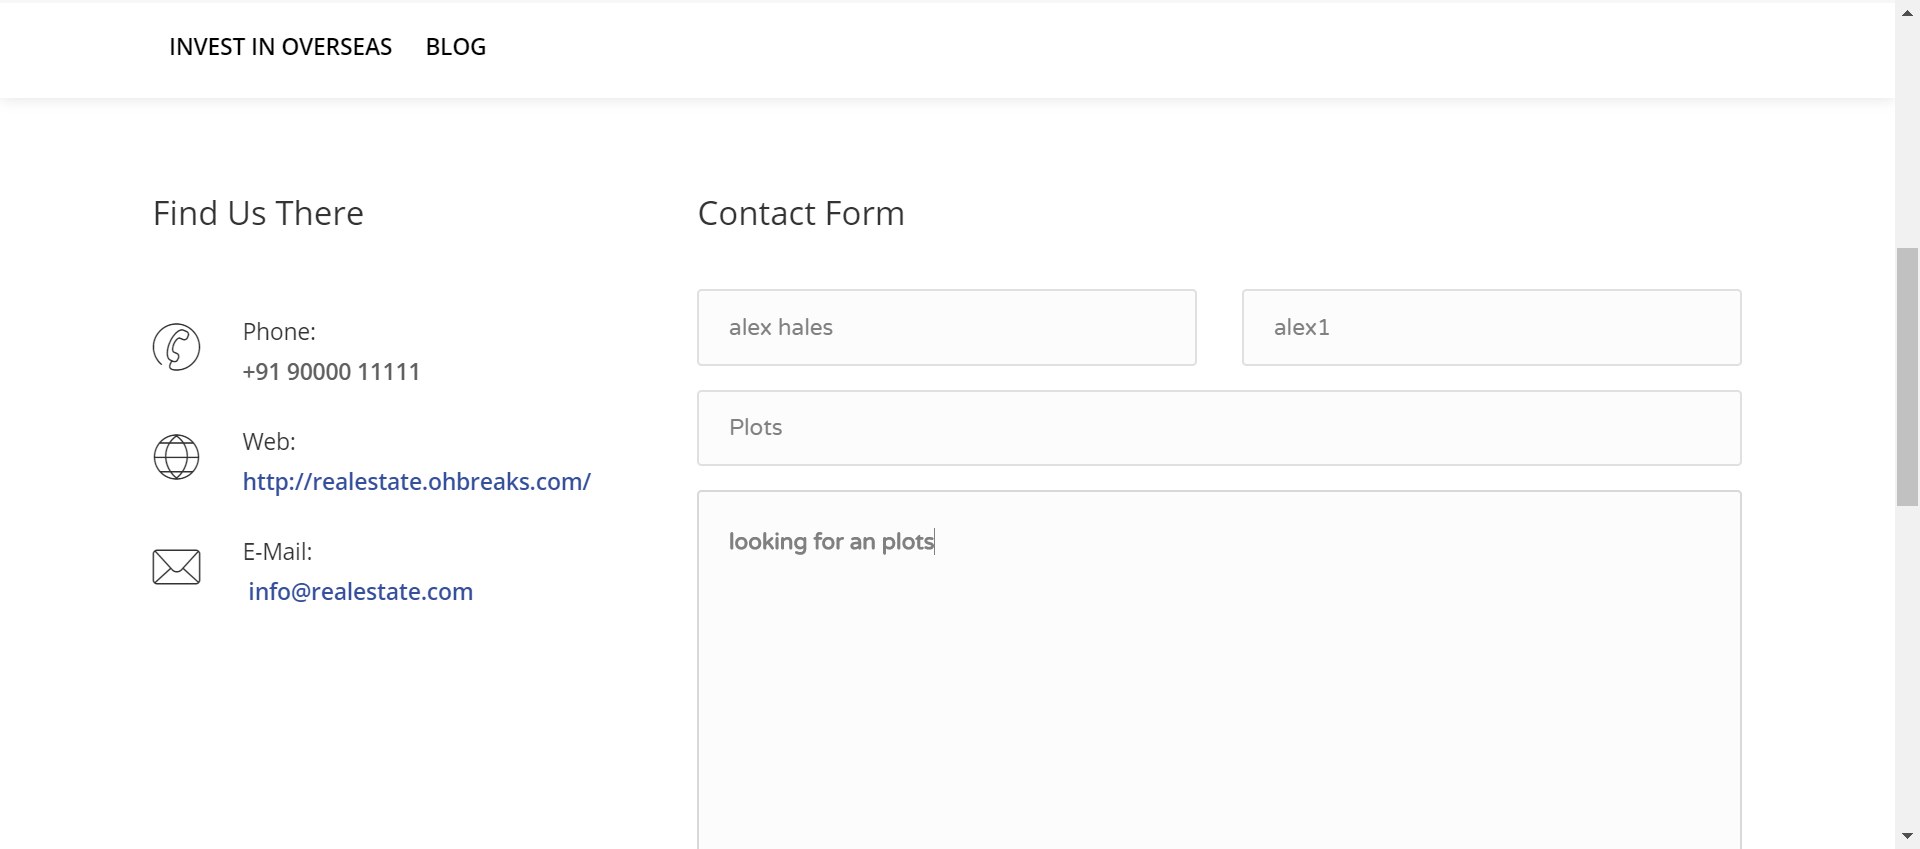 INVEST IN OVERSEAS BLOG
Find Us There
Phone:
+91 90000 11111
Web:
http://realestate.ohbreaks.com/
E-Mail:
info@realestate.com
Contact Form
alex hales
alex1
Plots
looking for an plots